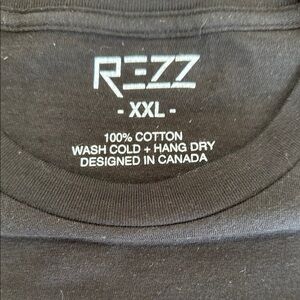 REZZ
- XXL -
100% COTTON
WASH COLD + HANG DRY
DESIGNED IN CANADA